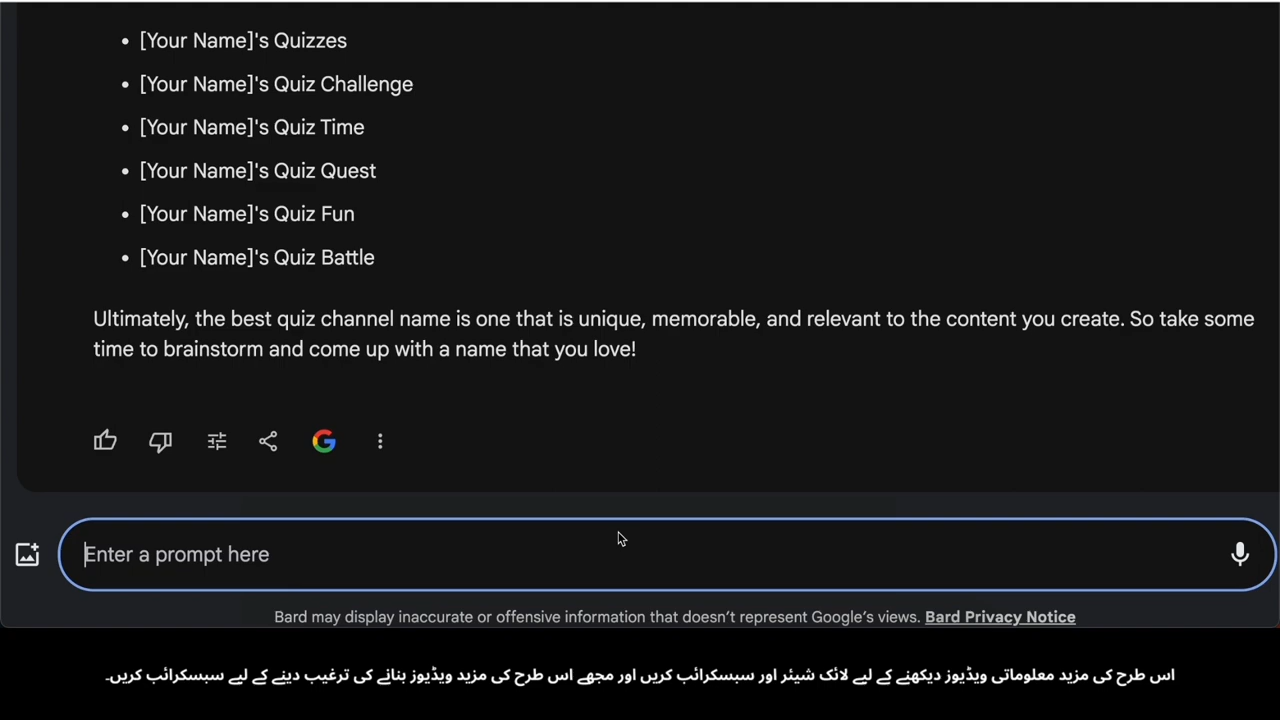 [Your Name]'s Quizzes
[Your Name]'s Quiz Challenge
[Your Name]'s Quiz Time
[Your Name]'s Quiz Quest
[Your Name]'s Quiz Fun
[Your Name]'s Quiz Battle
Ultimately, the best quiz channel name is one that is unique, memorable, and relevant to the content you create. So take some
time to brainstorm and come up with a name that you love!
Enter a prompt here
Bard may display inaccurate or offensive information that doesn't represent Google's views. Bard Privacy Notice
اس طرح کی مزید معلوماتی ویڈیوز دیکھنے کے لیے لائک شیئر اور سبسکرائب کریں اور مجھے اس طرح کی مزید ویڈیوز بنانے کی ترغیب دینے کے لیے سبسکرائب کریں۔